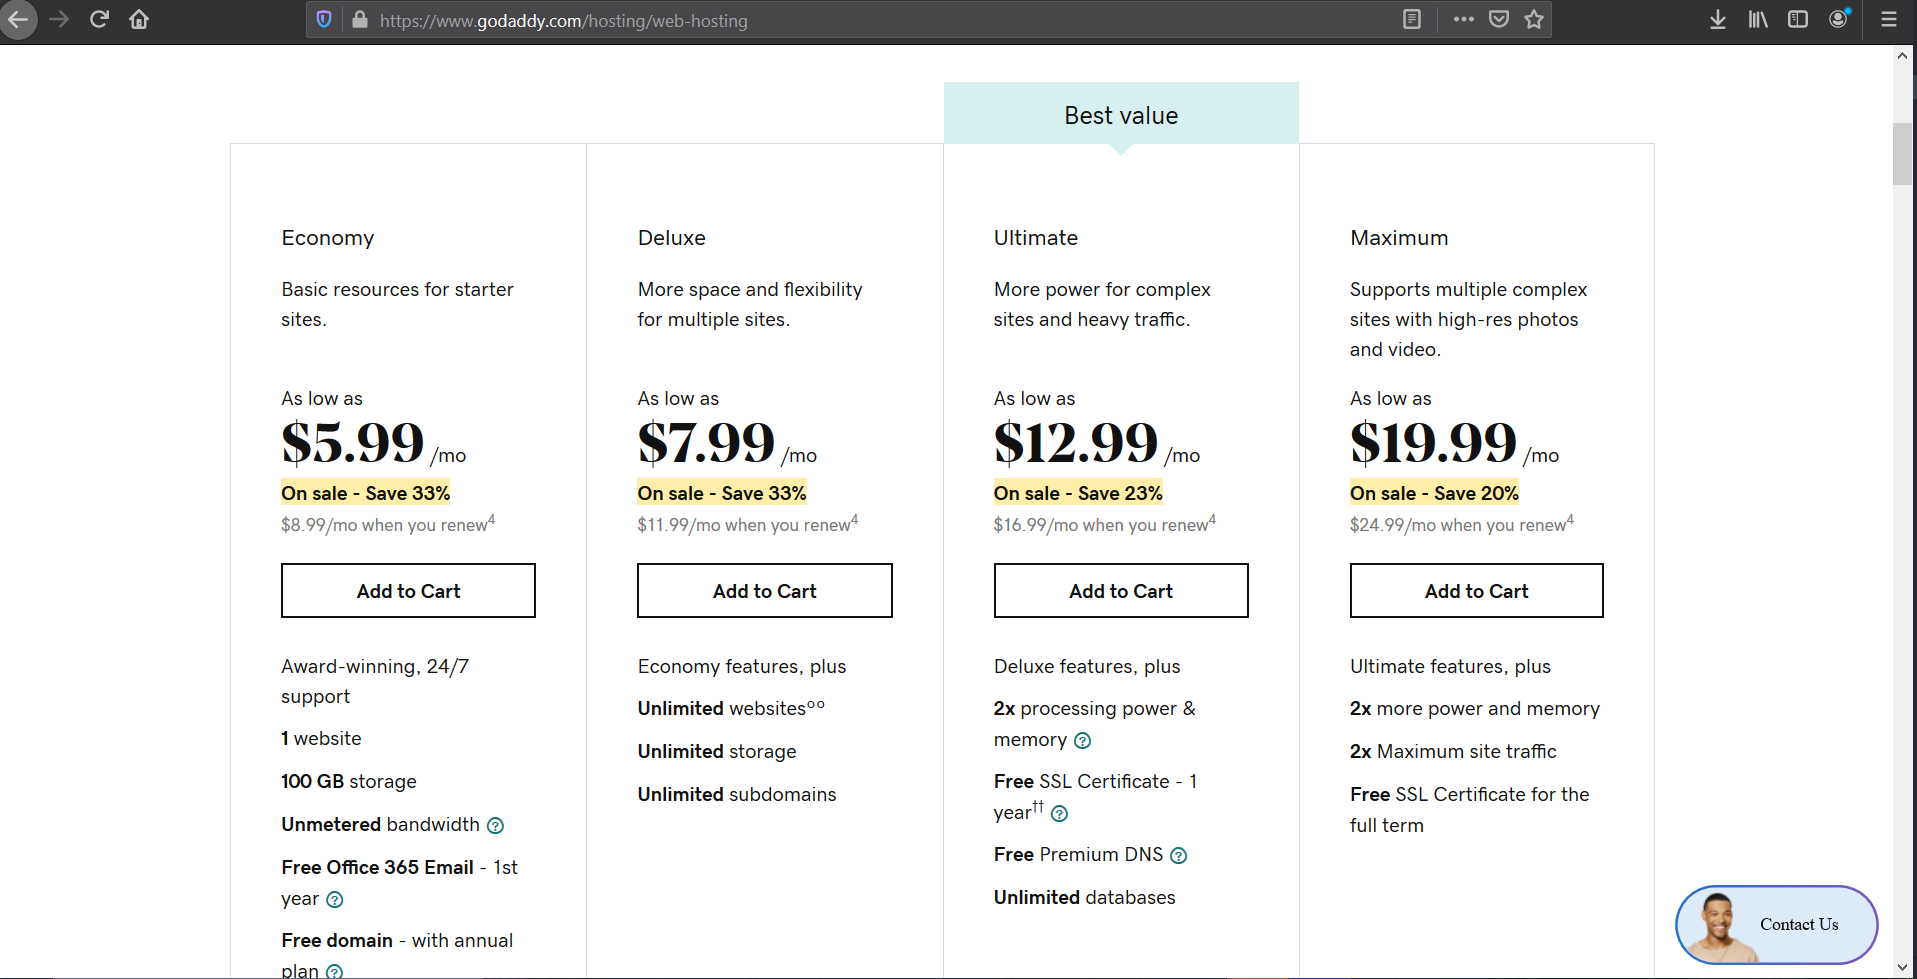 https://www.godaddy.com/hosting/web-hosting
Best value
Economy
Basic resources for starter
sites.
As low as
$5.99 /mo
On sale - Save 33%
$8.99/mo when you renew4
Add to Cart
Award-winning, 24/7
support
1 website
100 GB storage
Unmetered bandwidth ?
Free Office 365 Email - 1st
year ?
Free domain - with annual
plan ?
Deluxe
More space and flexibility
for multiple sites.
As low as
$7.99 /mo
On sale - Save 33%
$11.99/mo when you renew4
Add to Cart
Economy features, plus
Unlimited websites°°
Unlimited storage
Unlimited subdomains
Ultimate
More power for complex
sites and heavy traffic.
As low as
$12.99 /mo
On sale - Save 23%
$16.99/mo when you renew4
Add to Cart
Deluxe features, plus
2x processing power &
memory ?
Free SSL Certificate - 1
year†† ?
Free Premium DNS ?
Unlimited databases
Maximum
Supports multiple complex
sites with high-res photos
and video.
As low as
$19.99 /mo
On sale - Save 20%
$24.99/mo when you renew4
Add to Cart
Ultimate features, plus
2x more power and memory
2x Maximum site traffic
Free SSL Certificate for the
full term
Contact Us